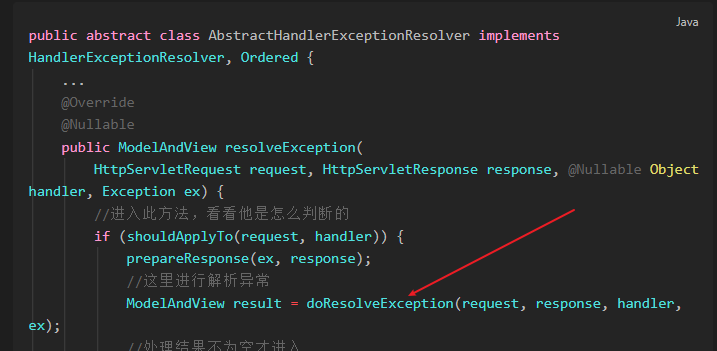 Java
public abstract class AbstractHandlerExceptionResolver implements
HandlerExceptionResolver, Ordered {
...
@Override
@Nullable
public ModelAndView resolveException(
HttpServletRequest request, HttpServletResponse response, @Nullable Object
handler, Exception ex) {
//进入此方法，看看他是怎么判断的
if (shouldApplyTo(request, handler)) {
prepareResponse(ex, response);
//这里进行解析异常
ModelAndView result = doResolveException(request, response, handler,
ex);
//处理结果不为空才进入